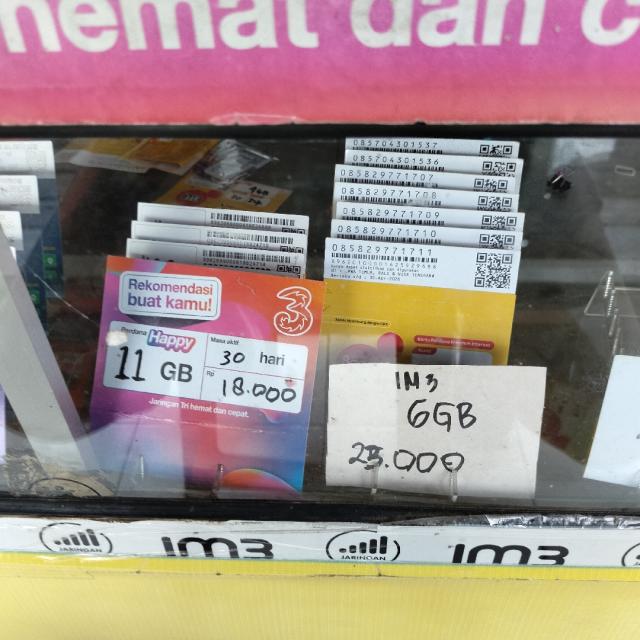 hemat dan c
085704301537
085704301536
085829771707
085829771708
085829771709
085829771710
085829771711
Rekomendasi
buat kamu!
3
Perdana Happy
11 GB
Masa aktif
30 hari
Rp
18.000
Jaringan Tri hemat dan cepat.
IM3
6GB
23.000
JARINGAN
IM3
JARINGAN
IM3